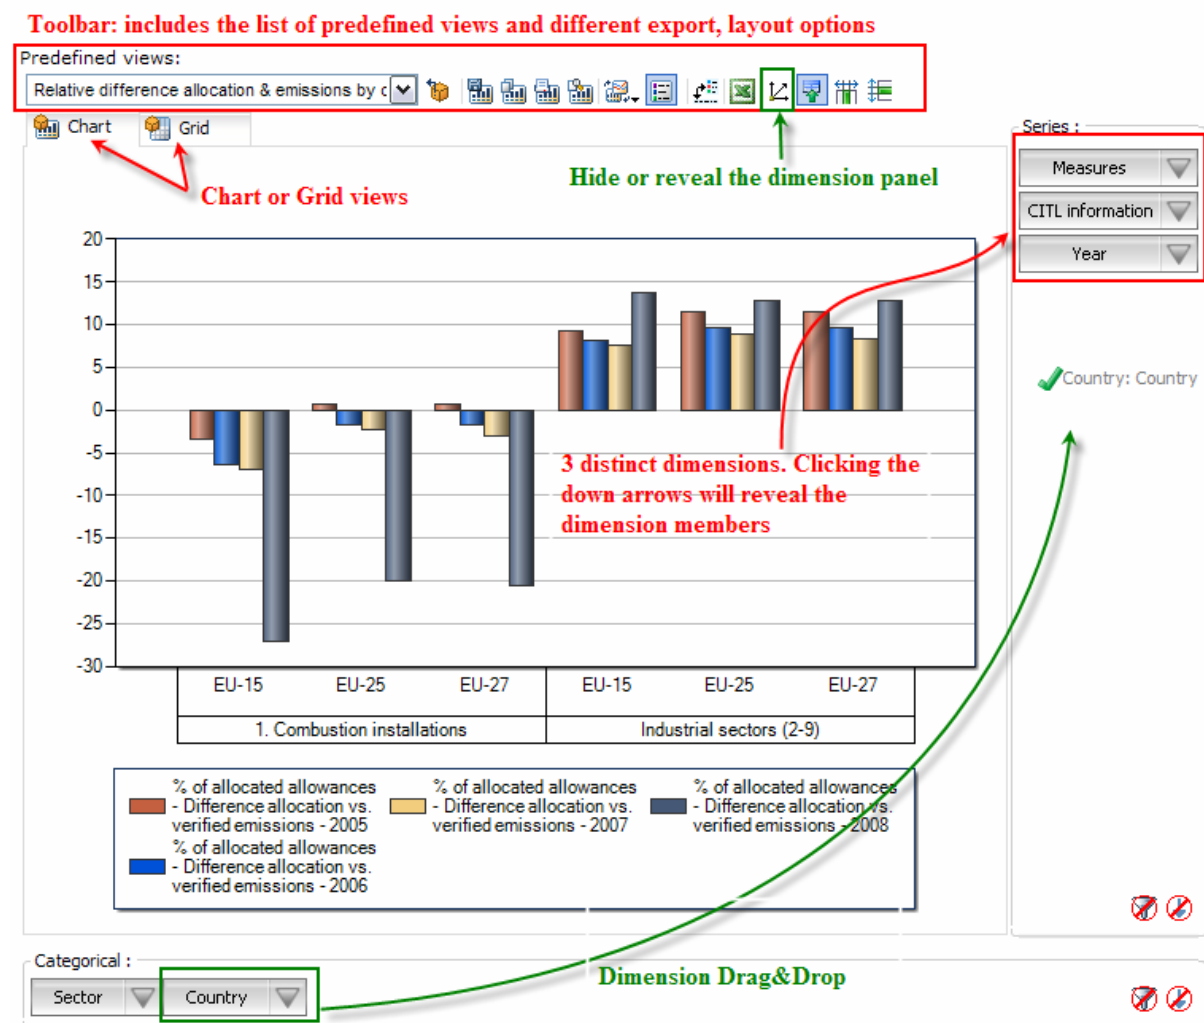 Toolbar: includes the list of predefined views and different export, layout options
Predefined views:
Relative difference allocation & emissions by c
Chart
Grid
Series :
Measures
CITL information
Year
Hide or reveal the dimension panel
Chart or Grid views
20
15
10
5
0
-5
-10
-15
-20
-25
-30
Country: Country
3 distinct dimensions. Clicking the
down arrows will reveal the
dimension members
EU-15 EU-25 EU-27 EU-15 EU-25 EU-27
1. Combustion installations Industrial sectors (2-9)
% of allocated allowances
- Difference allocation vs.
verified emissions - 2005
% of allocated allowances
- Difference allocation vs.
verified emissions - 2007
% of allocated allowances
- Difference allocation vs.
verified emissions - 2008
% of allocated allowances
- Difference allocation vs.
verified emissions - 2006
Categorical :
Sector
Country
Dimension Drag&Drop